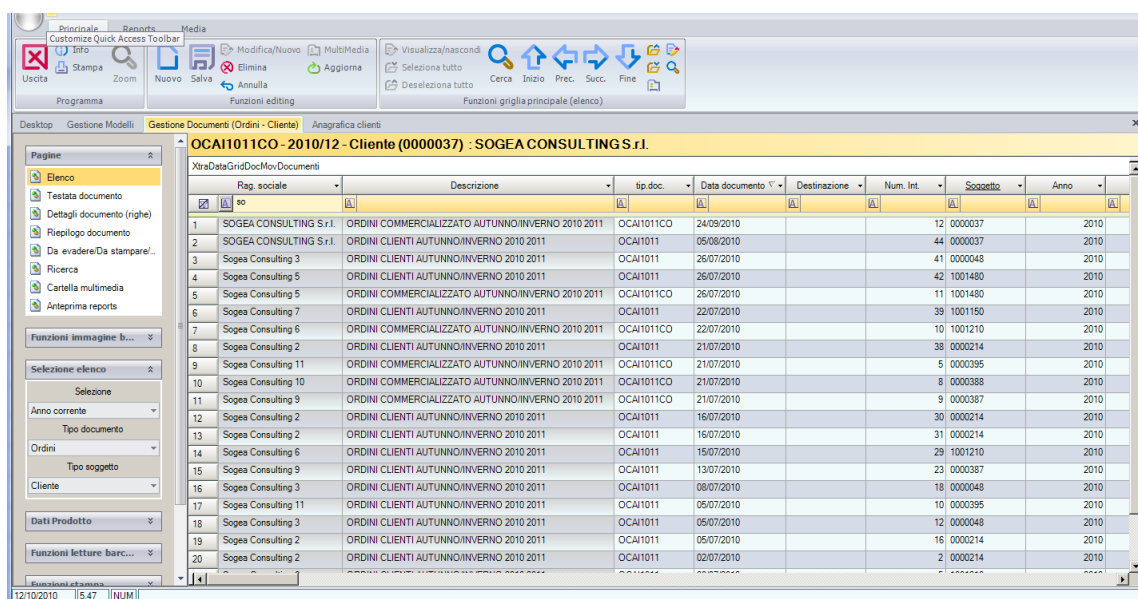 Principale Reports Media
Customize Quick Access Toolbar
Info
Stampa
Uscita
Zoom
Programma
Nuovo
Salva
Modifica/Nuovo
MultiMedia
Elimina
Aggiorna
Annulla
Funzioni editing
Visualizza/nascondi
Seleziona tutto
Deseleziona tutto
Cerca Inizio Prec. Succ. Fine
Funzioni griglia principale (elenco)
Desktop Gestione Modelli Gestione Documenti (Ordini - Cliente) Anagrafica clienti
Pagine
Elenco
Testata documento
Dettagli documento (righe)
Riepilogo documento
Da evadere/Da stampare/...
Ricerca
Cartella multimedia
Anteprima reports
Funzioni immagine b...
Selezione elenco
Selezione
Anno corrente
Tipo documento
Ordini
Tipo soggetto
Cliente
Dati Prodotto
Funzioni letture barc...
Funzioni stampa
OCAI1011CO - 2010/12 - Cliente (0000037) : SOGEA CONSULTING S.r.l.
XtraDataGridDocMovDocumenti
Rag. sociale Descrizione tip.doc. Data documento Destinazione Num. Int. Soggetto Anno
so
1 SOGEA CONSULTING S.r.l. ORDINI COMMERCIALIZZATO AUTUNNO/INVERNO 2010 2011 OCAI1011CO 24/09/2010 12 0000037 2010
2 SOGEA CONSULTING S.r.l. ORDINI CLIENTI AUTUNNO/INVERNO 2010 2011 OCAI1011 05/08/2010 44 0000037 2010
3 Sogea Consulting 3 ORDINI CLIENTI AUTUNNO/INVERNO 2010 2011 OCAI1011 26/07/2010 41 0000048 2010
4 Sogea Consulting 5 ORDINI CLIENTI AUTUNNO/INVERNO 2010 2011 OCAI1011 26/07/2010 42 1001480 2010
5 Sogea Consulting 5 ORDINI COMMERCIALIZZATO AUTUNNO/INVERNO 2010 2011 OCAI1011CO 26/07/2010 11 1001480 2010
6 Sogea Consulting 7 ORDINI CLIENTI AUTUNNO/INVERNO 2010 2011 OCAI1011 22/07/2010 39 1001150 2010
7 Sogea Consulting 6 ORDINI COMMERCIALIZZATO AUTUNNO/INVERNO 2010 2011 OCAI1011CO 22/07/2010 10 1001210 2010
8 Sogea Consulting 2 ORDINI CLIENTI AUTUNNO/INVERNO 2010 2011 OCAI1011 21/07/2010 38 0000214 2010
9 Sogea Consulting 11 ORDINI COMMERCIALIZZATO AUTUNNO/INVERNO 2010 2011 OCAI1011CO 21/07/2010 5 0000395 2010
10 Sogea Consulting 10 ORDINI COMMERCIALIZZATO AUTUNNO/INVERNO 2010 2011 OCAI1011CO 21/07/2010 8 0000388 2010
11 Sogea Consulting 9 ORDINI COMMERCIALIZZATO AUTUNNO/INVERNO 2010 2011 OCAI1011CO 21/07/2010 9 0000387 2010
12 Sogea Consulting 2 ORDINI CLIENTI AUTUNNO/INVERNO 2010 2011 OCAI1011 16/07/2010 30 0000214 2010
13 Sogea Consulting 2 ORDINI CLIENTI AUTUNNO/INVERNO 2010 2011 OCAI1011 16/07/2010 31 0000214 2010
14 Sogea Consulting 6 ORDINI CLIENTI AUTUNNO/INVERNO 2010 2011 OCAI1011 15/07/2010 29 1001210 2010
15 Sogea Consulting 9 ORDINI CLIENTI AUTUNNO/INVERNO 2010 2011 OCAI1011 13/07/2010 23 0000387 2010
16 Sogea Consulting 3 ORDINI CLIENTI AUTUNNO/INVERNO 2010 2011 OCAI1011 08/07/2010 18 0000048 2010
17 Sogea Consulting 11 ORDINI CLIENTI AUTUNNO/INVERNO 2010 2011 OCAI1011 05/07/2010 10 0000395 2010
18 Sogea Consulting 3 ORDINI CLIENTI AUTUNNO/INVERNO 2010 2011 OCAI1011 05/07/2010 12 0000048 2010
19 Sogea Consulting 2 ORDINI CLIENTI AUTUNNO/INVERNO 2010 2011 OCAI1011 05/07/2010 16 0000214 2010
20 Sogea Consulting 2 ORDINI CLIENTI AUTUNNO/INVERNO 2010 2011 OCAI1011 02/07/2010 2 0000214 2010
12/10/2010 5.47 NUM